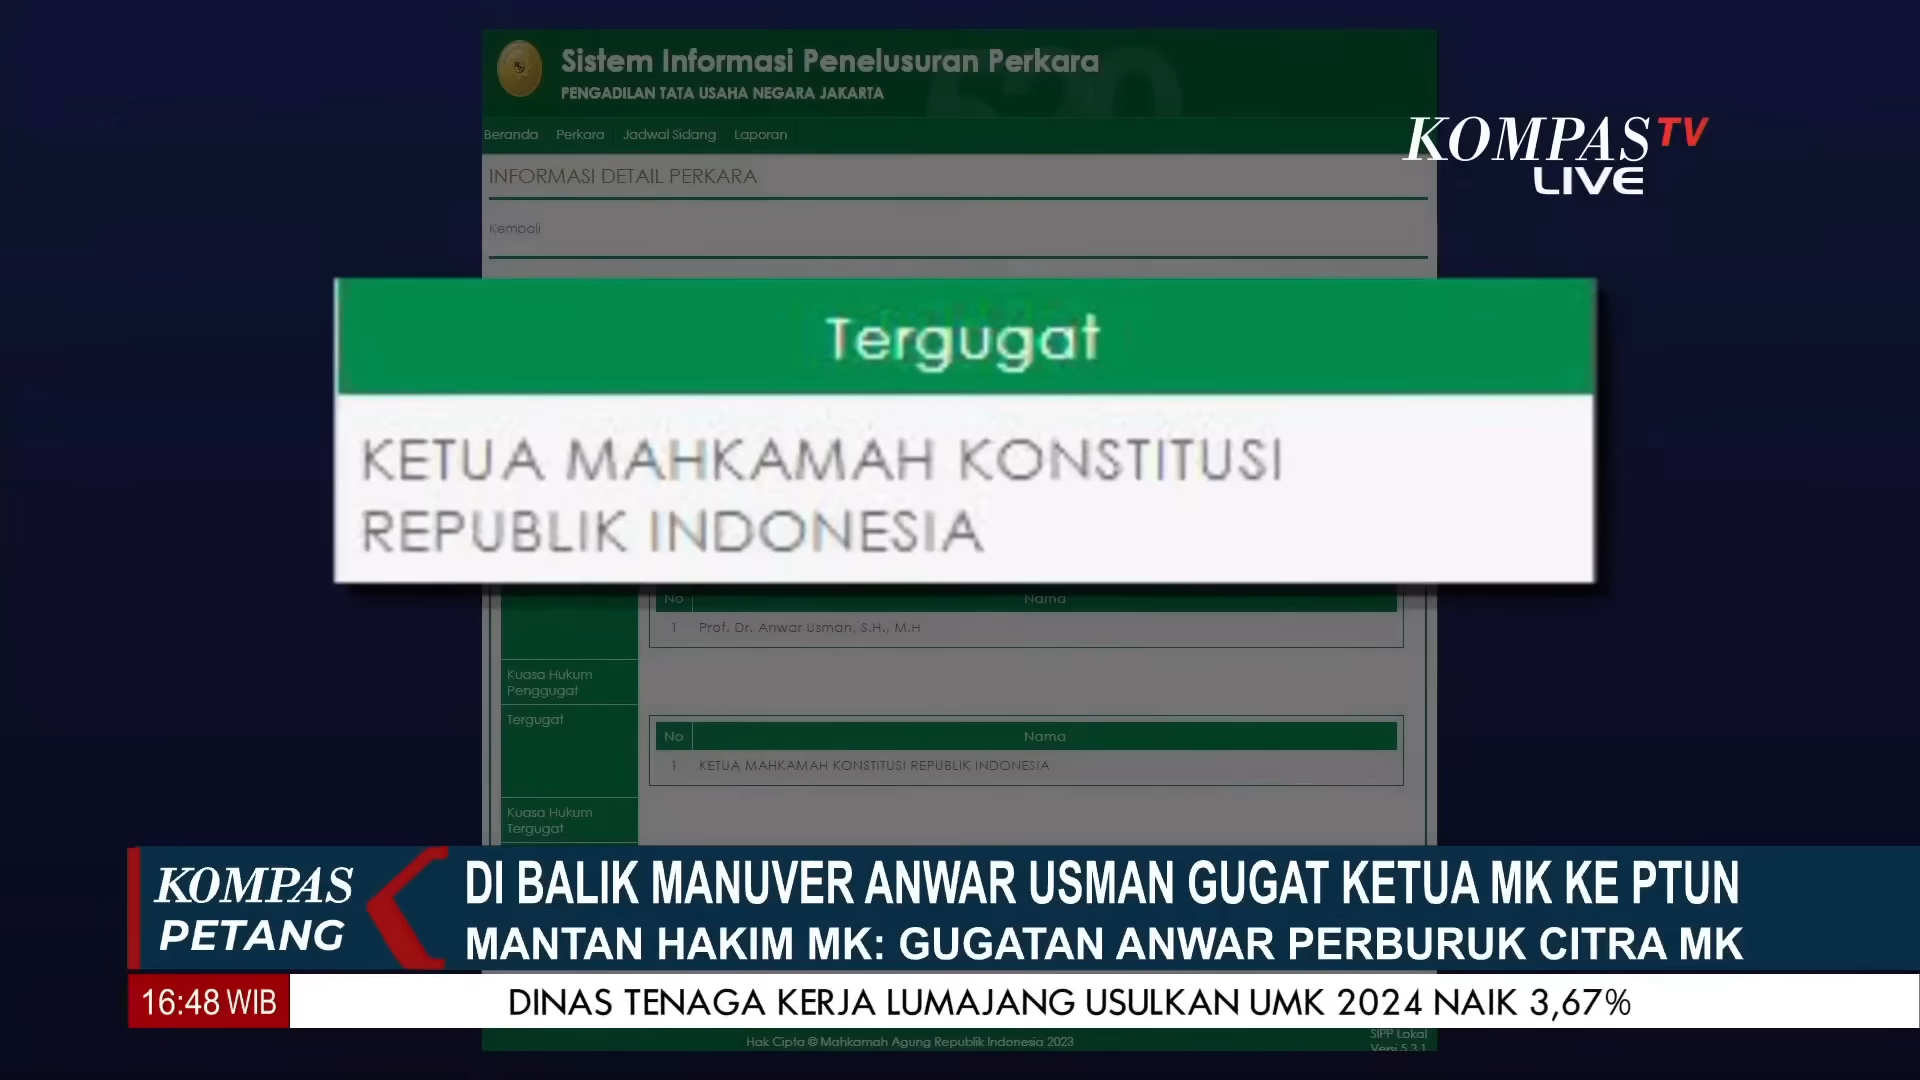 Sistem Informasi Penelusuran Perkara
PENGADILAN TATA USAHA NEGARA JAKARTA
Beranda Perkara Jadwal Sidang Laporan
KOMPAS TV
LIVE
INFORMASI DETAIL PERKARA
Kembali
Tergugat
KETUA MAHKAMAH KONSTITUSI
REPUBLIK INDONESIA
No Nama
1 Prof. Dr. Anwar Usman, S.H., M.H
Kuasa Hukum
Penggugat
Tergugat
No Nama
1 KETUA MAHKAMAH KONSTITUSI REPUBLIK INDONESIA
Kuasa Hukum
Tergugat
KOMPAS
PETANG
DI BALIK MANUVER ANWAR USMAN GUGAT KETUA MK KE PTUN
MANTAN HAKIM MK: GUGATAN ANWAR PERBURUK CITRA MK
16:48 WIB
DINAS TENAGA KERJA LUMAJANG USULKAN UMK 2024 NAIK 3,67%
Hak Cipta © Mahkamah Agung Republik Indonesia 2023
SIPP Lokal
Versi 5.3.1